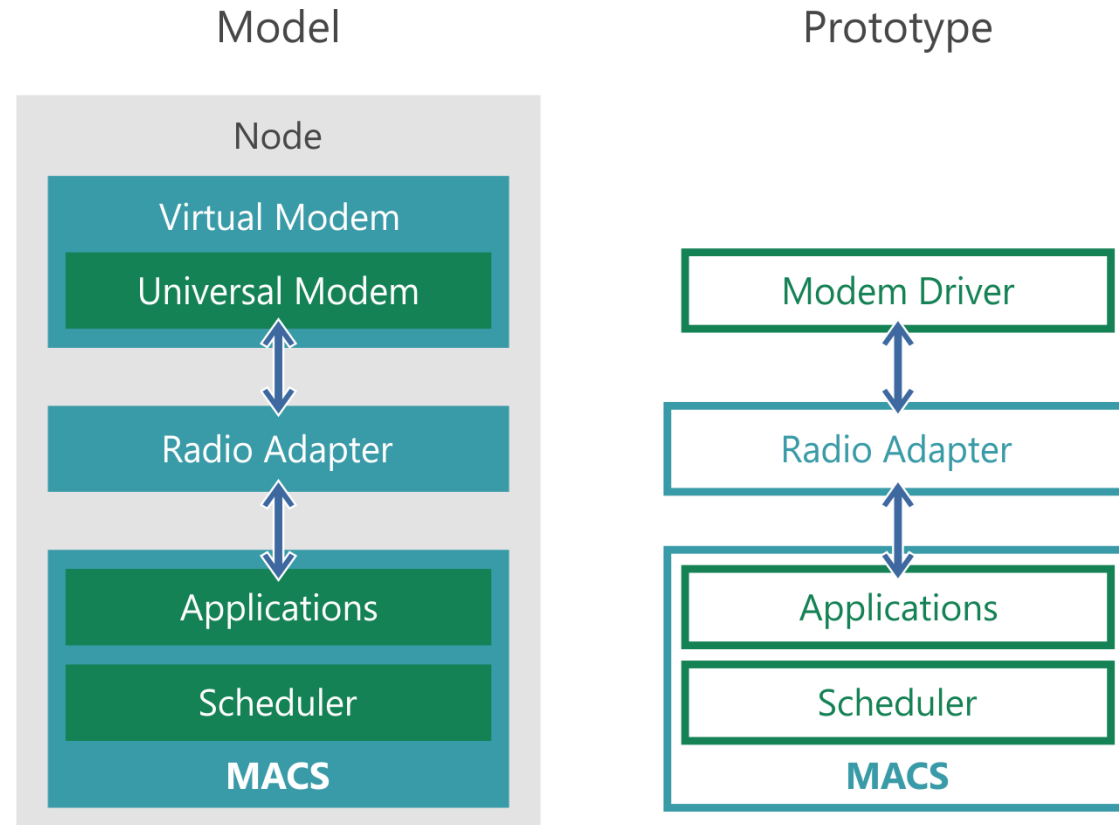 Model
Node
Virtual Modem
Universal Modem
Radio Adapter
Applications
Scheduler
MACS
Prototype
Modem Driver
Radio Adapter
Applications
Scheduler
MACS